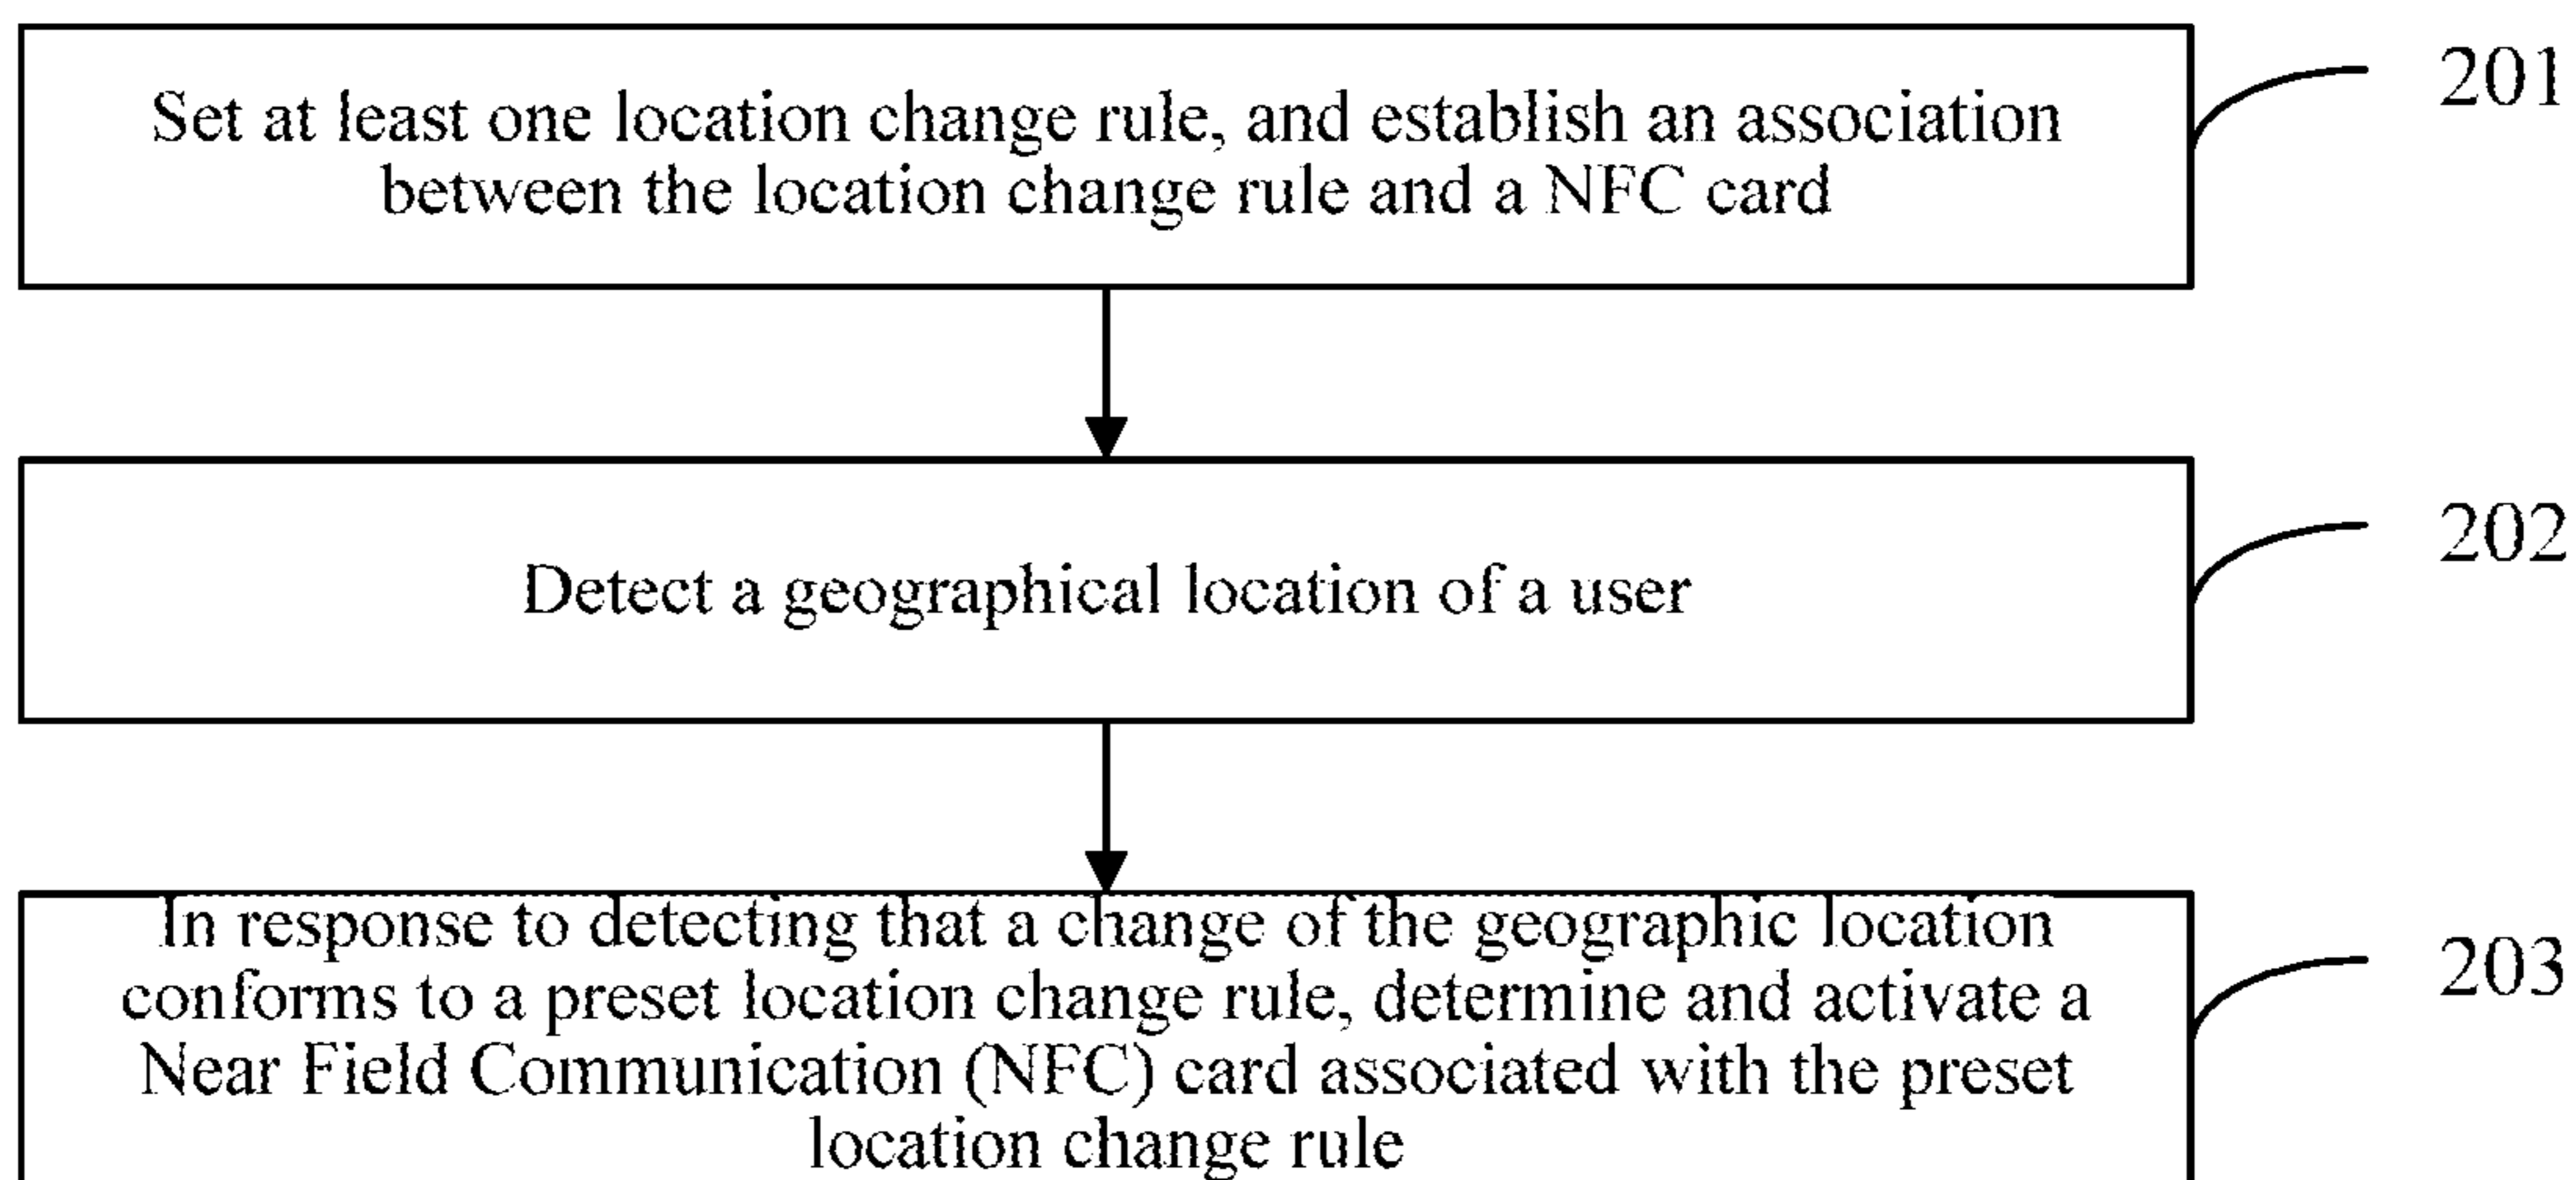 Set at least one location change rule, and establish an association
between the location change rule and a NFC card
201
Detect a geographical location of a user
202
In response to detecting that a change of the geographic location
conforms to a preset location change rule, determine and activate a
Near Field Communication (NFC) card associated with the preset
location change rule
203